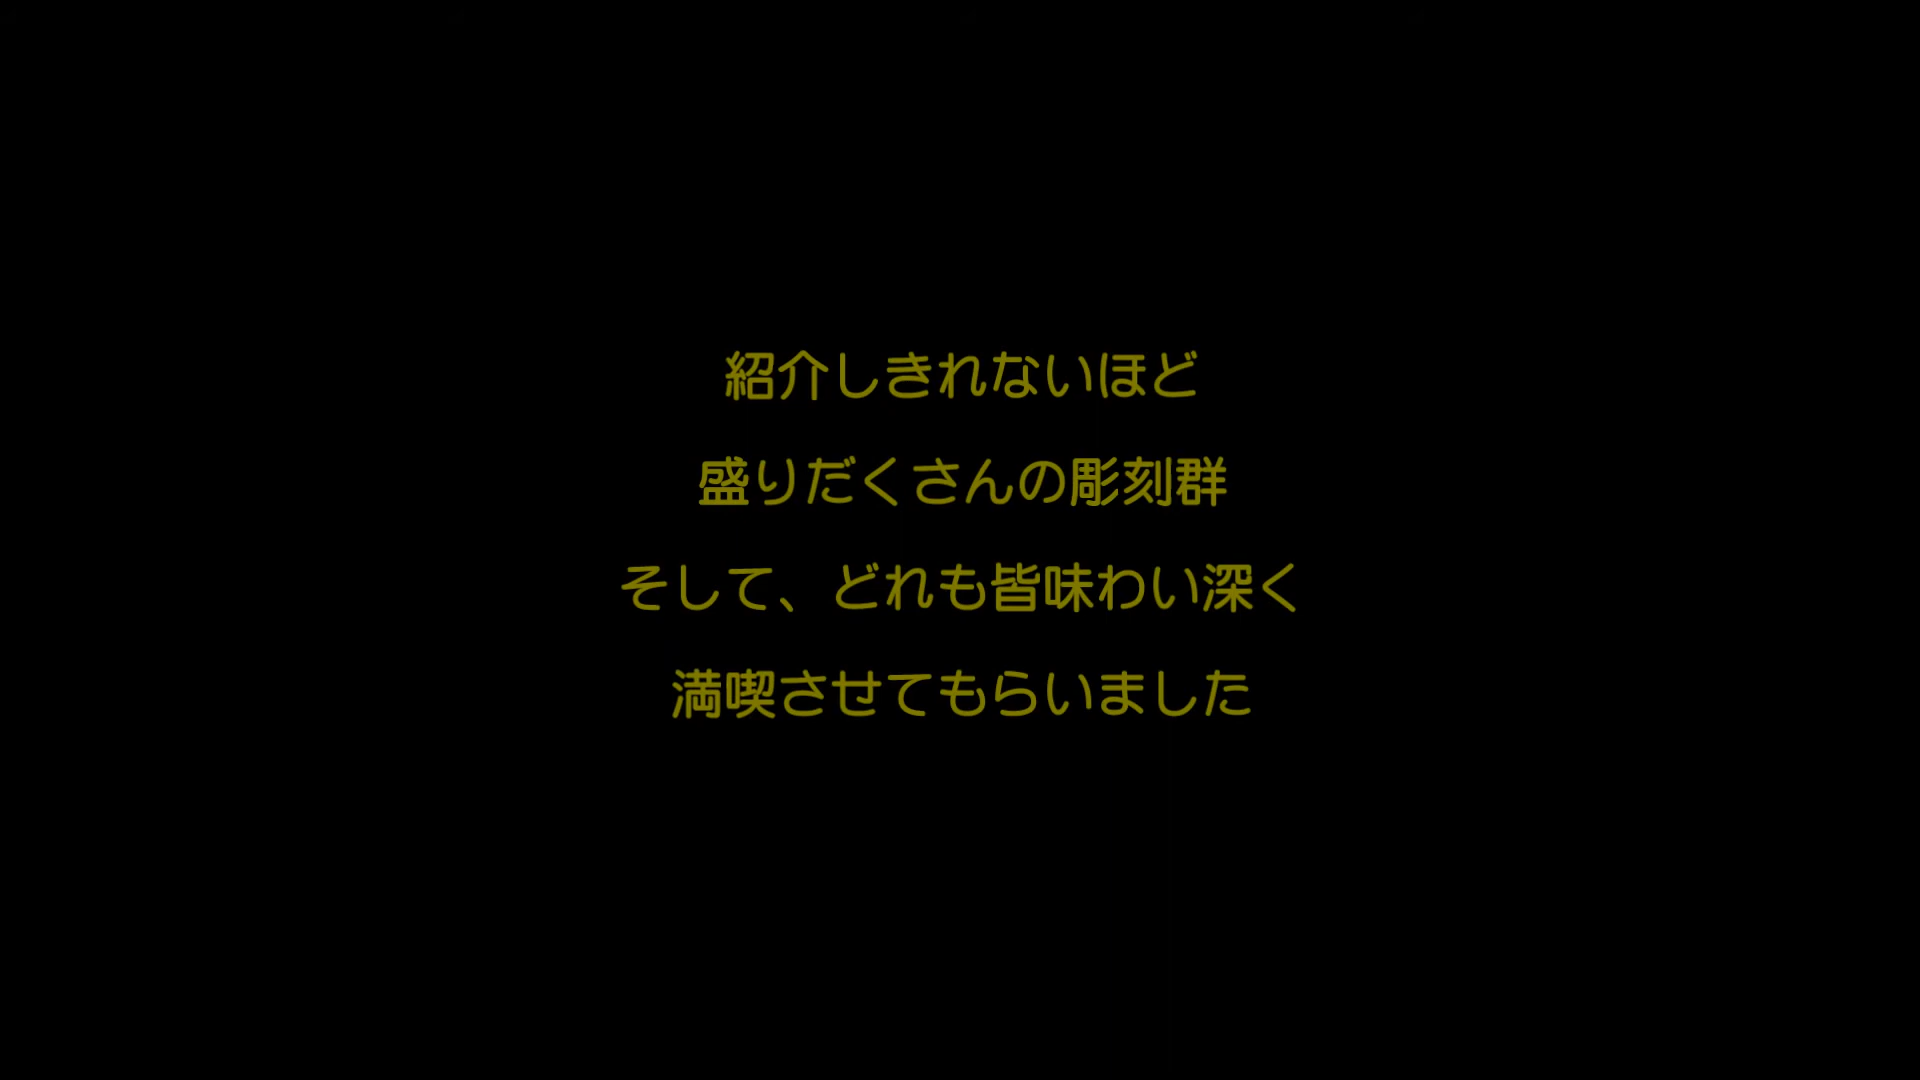 紹介しきれないほど
盛りだくさんの彫刻群
そして、どれも皆味わい深く
満喫させてもらいました